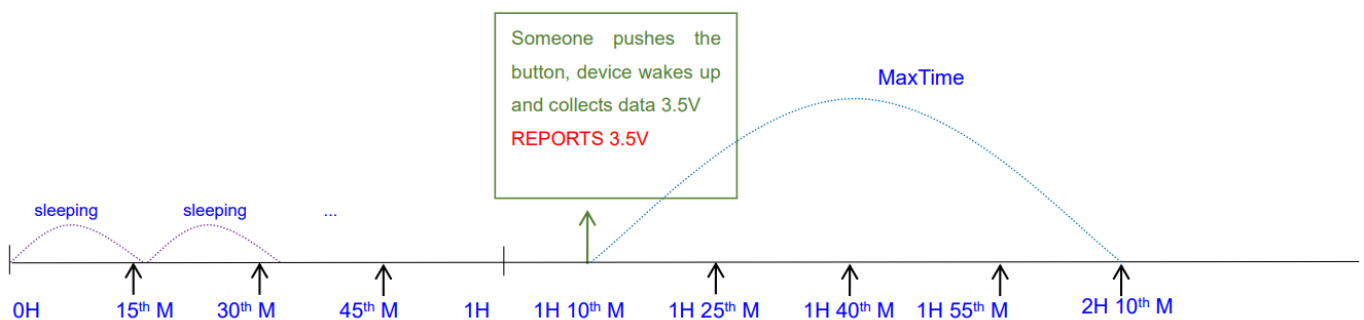 Someone pushes the
button, device wakes up
and collects data 3.5V
REPORTS 3.5V
MaxTime
sleeping sleeping ...
0H 15th M 30th M 45th M 1H 1H 10th M 1H 25th M 1H 40th M 1H 55th M 2H 10th M